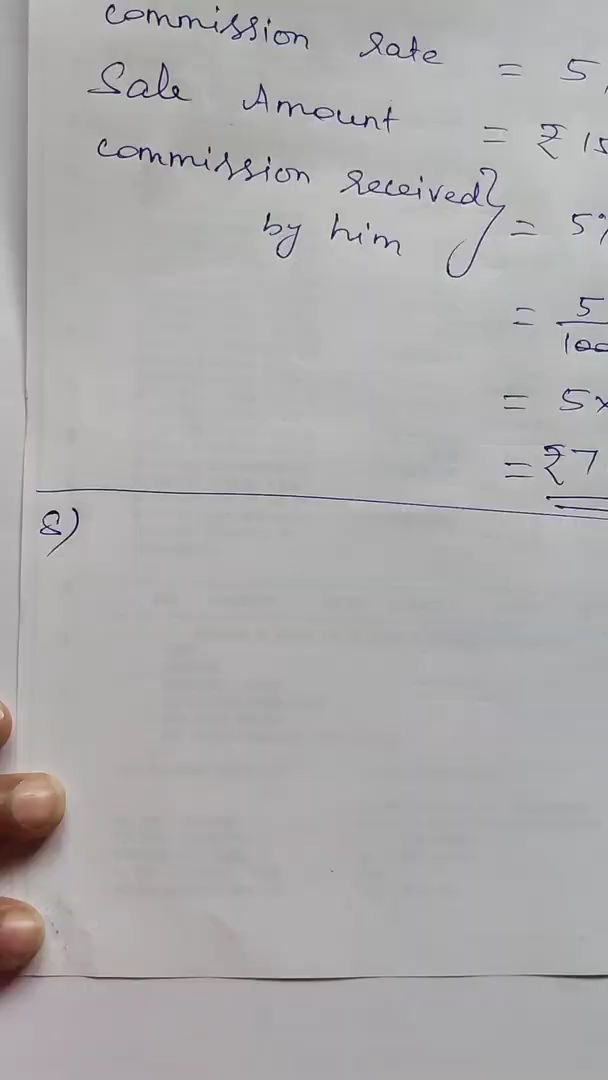 commission rate = 5
Sale Amount = ₹ 15
commission received
by him } = 5%
= 5/100
= 5×
= ₹7
8)